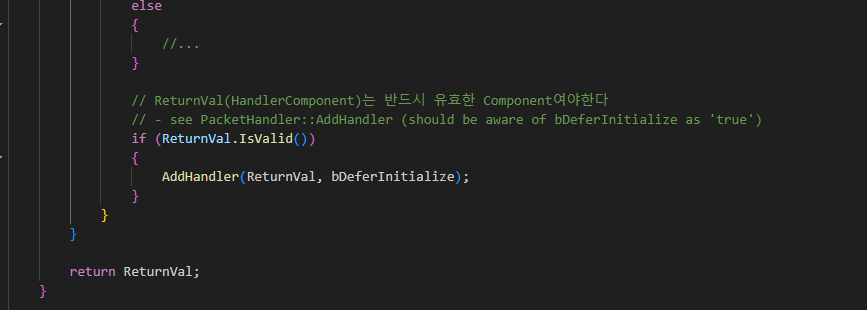 else
{
//...
}
// ReturnVal(HandlerComponent)는 반드시 유효한 Component여야한다
// - see PacketHandler::AddHandler (should be aware of bDeferInitialize as 'true')
if (ReturnVal.IsValid())
{
AddHandler(ReturnVal, bDeferInitialize);
}
}
}
return ReturnVal;
}